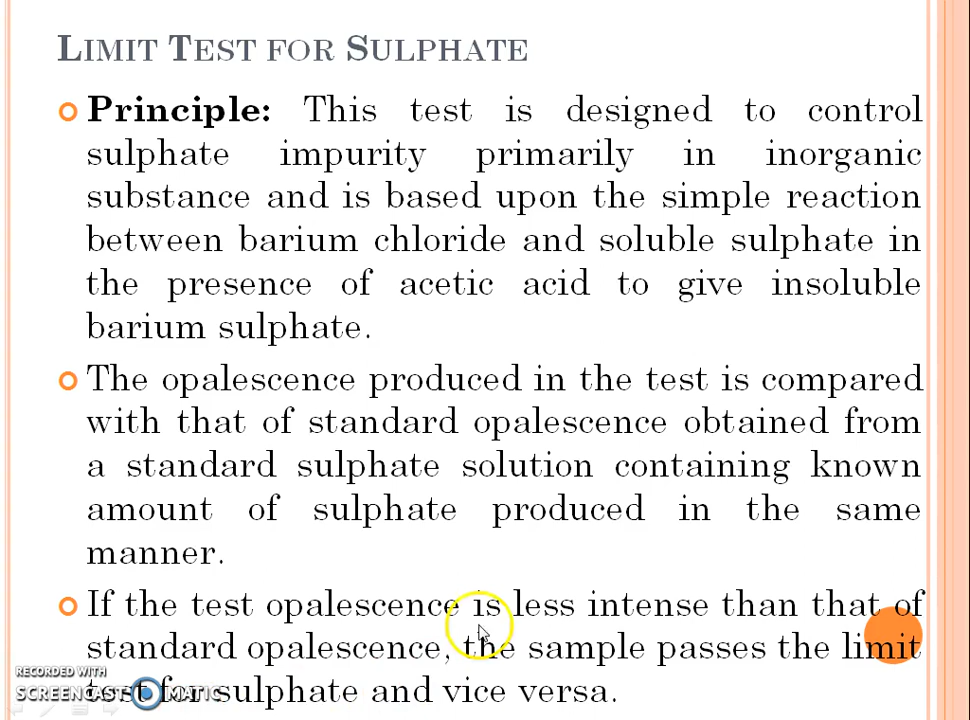 LIMIT TEST FOR SULPHATE
Principle: This test is designed to control
sulphate impurity primarily in inorganic
substance and is based upon the simple reaction
between barium chloride and soluble sulphate in
the presence of acetic acid to give insoluble
barium sulphate.
The opalescence produced in the test is compared
with that of standard opalescence obtained from
a standard sulphate solution containing known
amount of sulphate produced in the same
manner.
If the test opalescence is less intense than that of
standard opalescence, the sample passes the limit
test for sulphate and vice versa.
RECORDED WITH
SCREENCAST MATIC